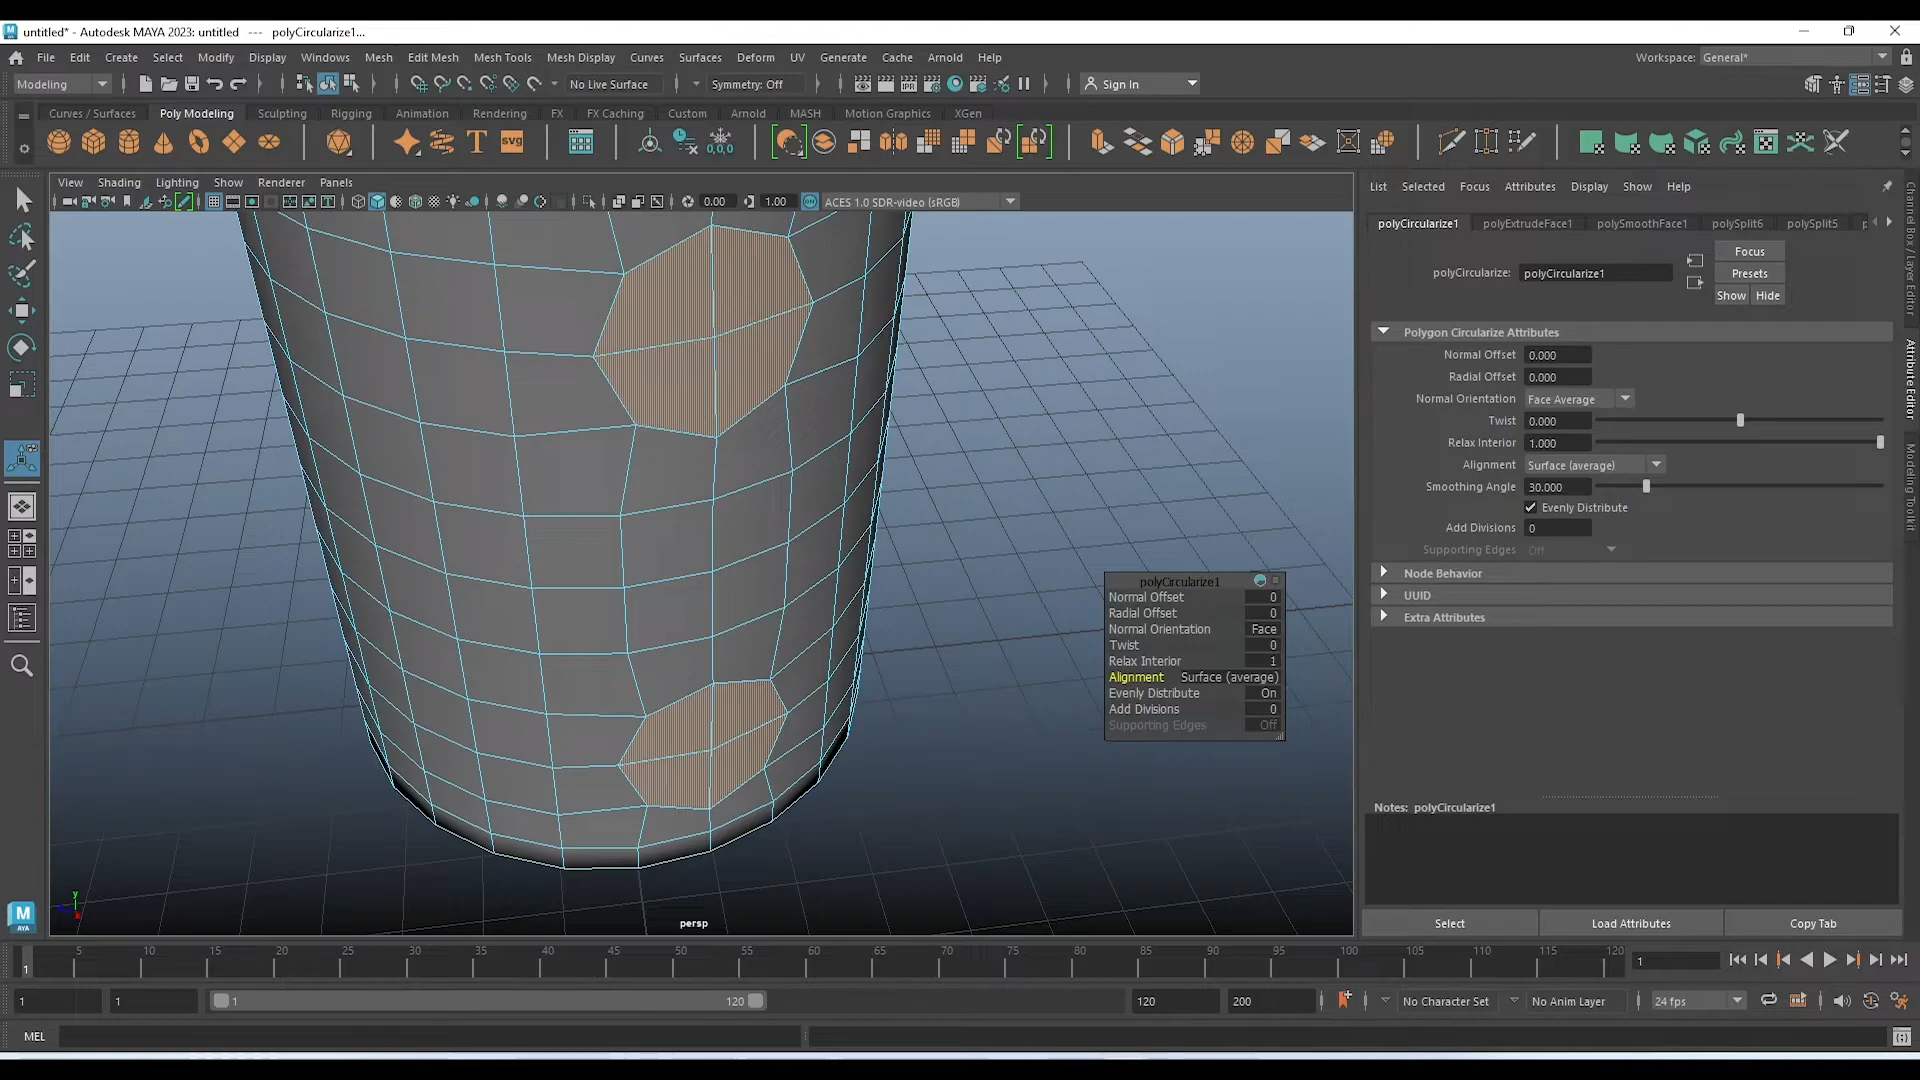 untitled* - Autodesk MAYA 2023: untitled --- polyCircularize1...
File Edit Create Select Modify Display Windows Mesh Edit Mesh Mesh Tools Mesh Display Curves Surfaces Deform UV Generate Cache Arnold Help
Workspace: General*
Modeling No Live Surface Symmetry: Off Sign In
Curves / Surfaces Poly Modeling Sculpting Rigging Animation Rendering FX FX Caching Custom Arnold MASH Motion Graphics XGen
View Shading Lighting Show Renderer Panels
0.00 1.00 ACES 1.0 SDR-video (sRGB)
List Selected Focus Attributes Display Show Help
polyCircularize1 polyExtrudeFace1 polySmoothFace1 polySplit6 polySplit5
Focus
polyCircularize: polyCircularize1
Presets
Show Hide
Polygon Circularize Attributes
Normal Offset 0.000
Radial Offset 0.000
Normal Orientation Face Average
Twist 0.000
Relax Interior 1.000
Alignment Surface (average)
Smoothing Angle 30.000
Evenly Distribute
Add Divisions 0
Supporting Edges Off
Node Behavior
UUID
Extra Attributes
Channel Box / Layer Editor
Attribute Editor
Modeling Toolkit
polyCircularize1
Normal Offset 0
Radial Offset 0
Normal Orientation Face
Twist 0
Relax Interior 1
Alignment Surface (average)
Evenly Distribute On
Add Divisions 0
Supporting Edges Off
Notes: polyCircularize1
persp
Select Load Attributes Copy Tab
5 10 15 20 25 30 35 40 45 50 55 60 65 70 75 80 85 90 95 100 105 110 115 120
1 1
1 1 1 120 120 200 No Character Set No Anim Layer 24 fps
MEL